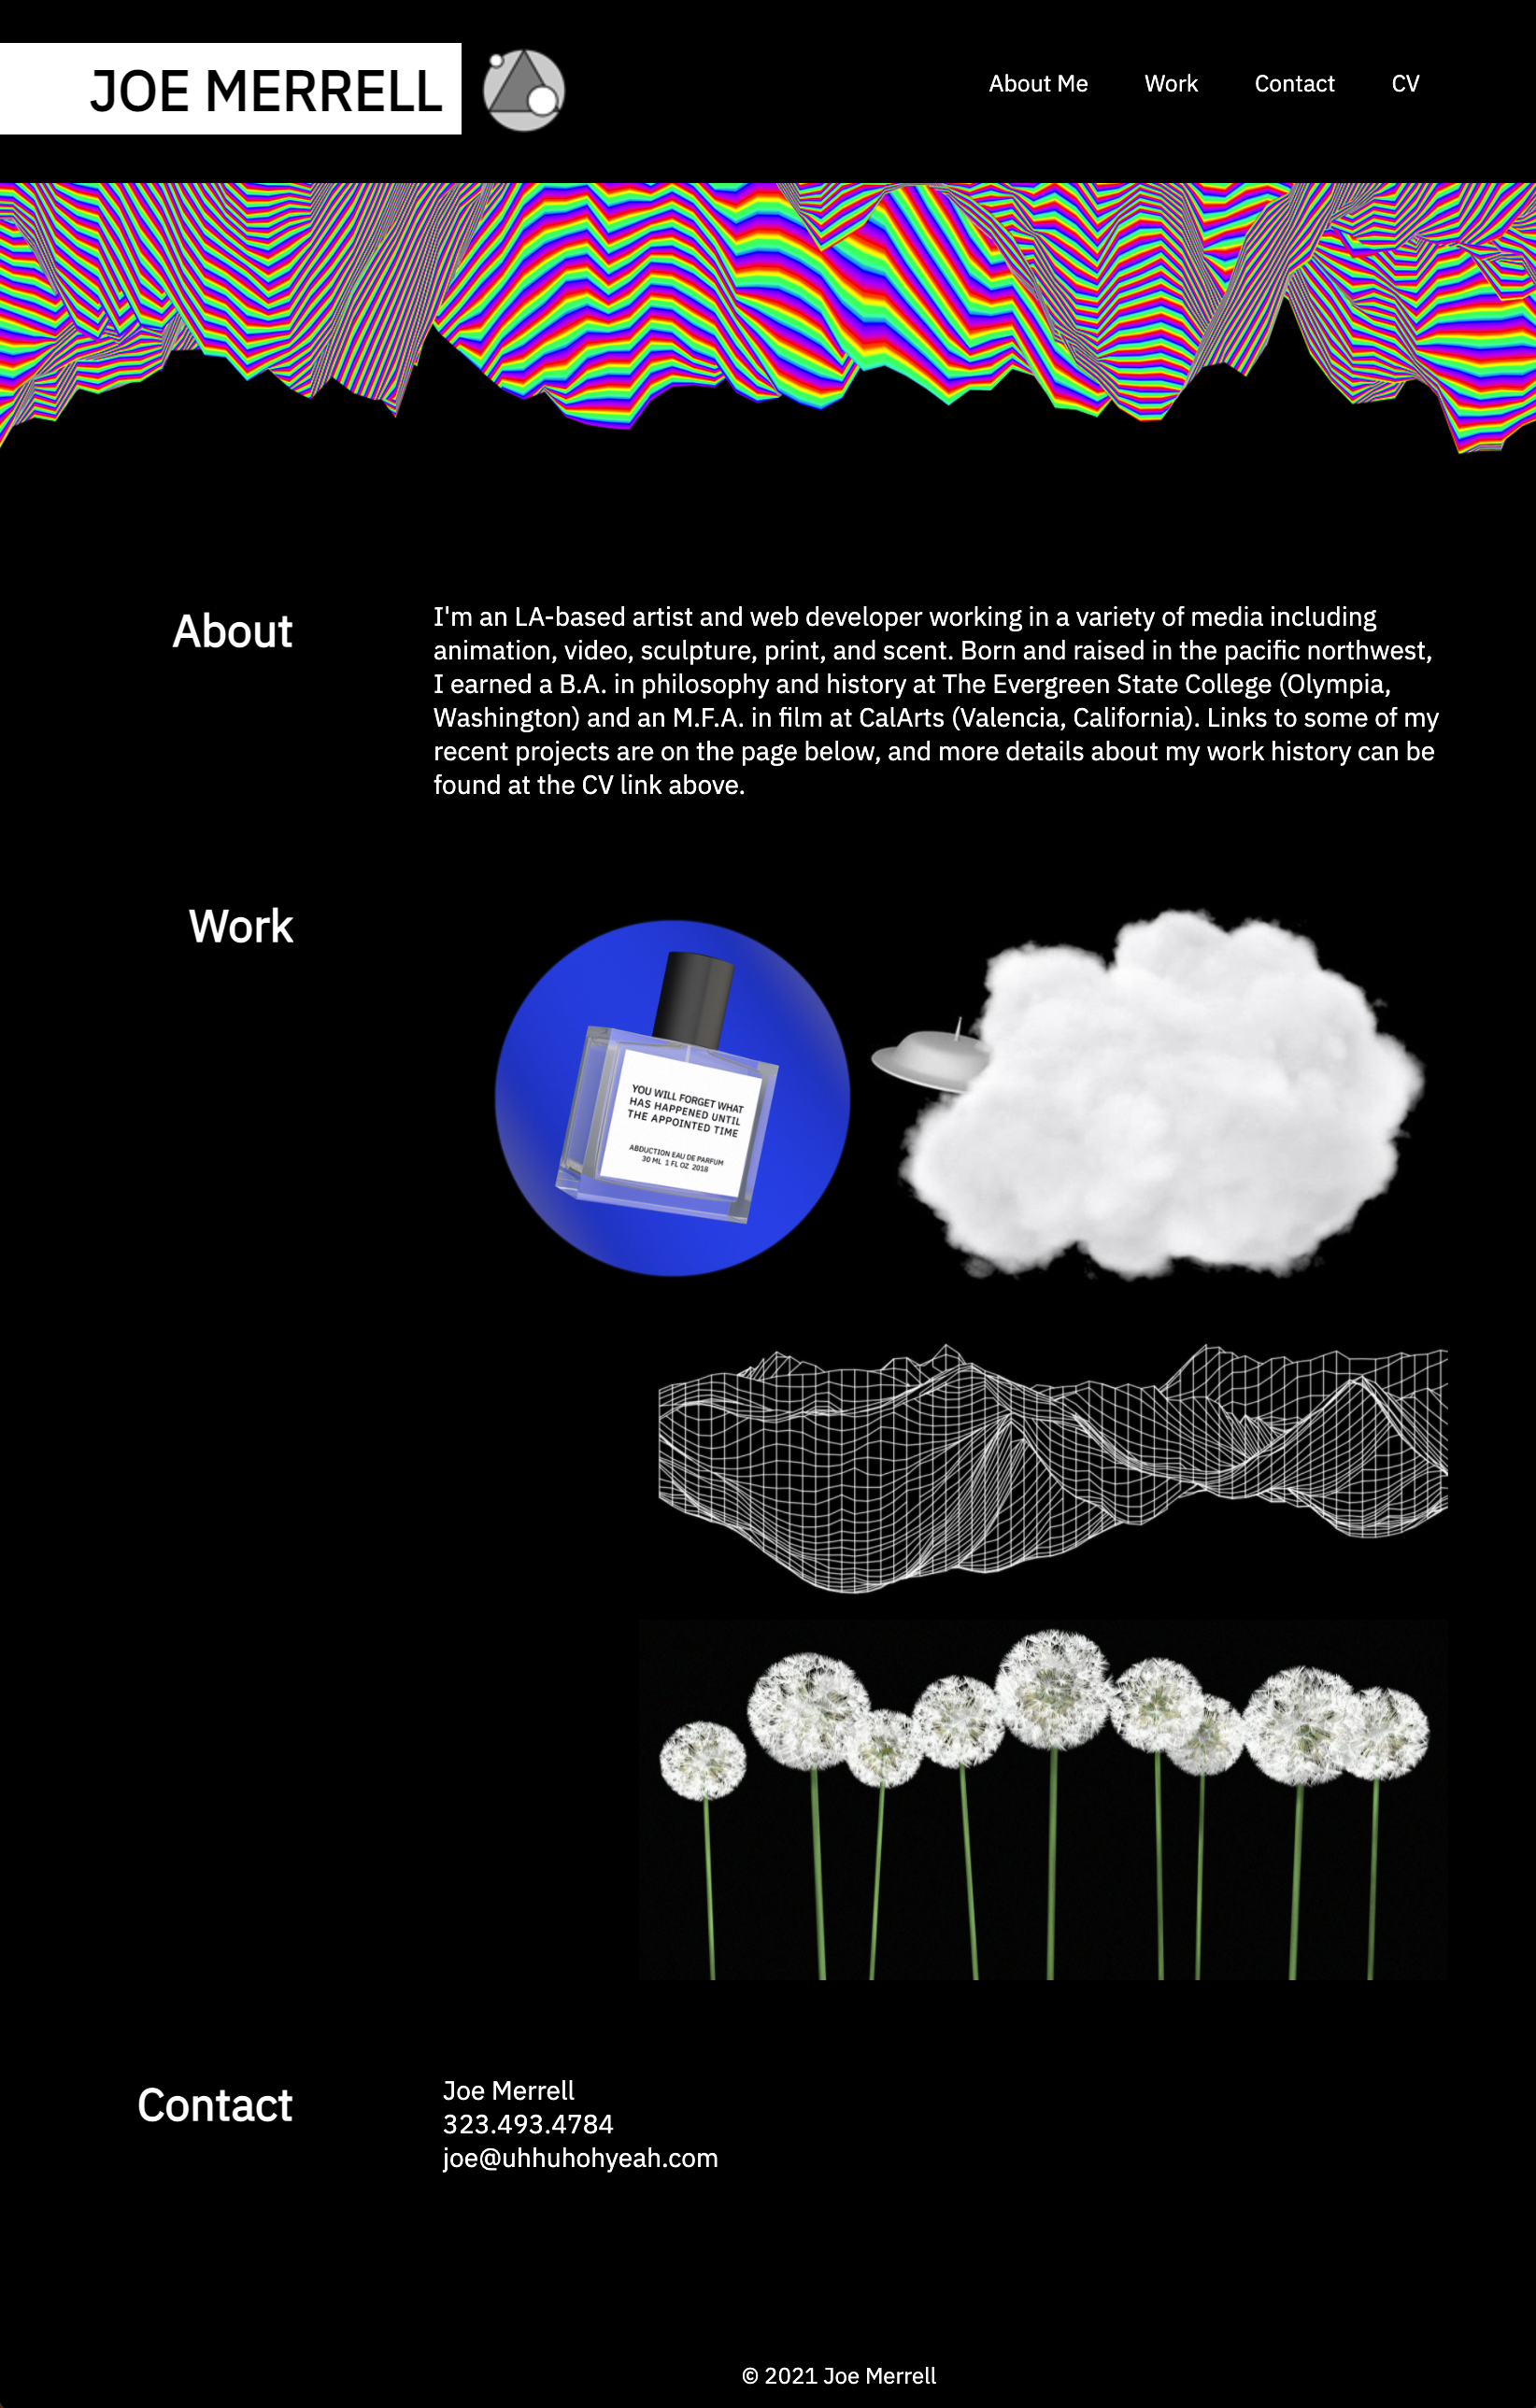 JOE MERRELL
About Me Work Contact CV
About
I'm an LA-based artist and web developer working in a variety of media including
animation, video, sculpture, print, and scent. Born and raised in the pacific northwest,
I earned a B.A. in philosophy and history at The Evergreen State College (Olympia,
Washington) and an M.F.A. in film at CalArts (Valencia, California). Links to some of my
recent projects are on the page below, and more details about my work history can be
found at the CV link above.
Work
YOU WILL FORGET WHAT
HAS HAPPENED UNTIL
THE APPOINTED TIME
ABDUCTION EAU DE PARFUM
30 ML 1 FL OZ 2018
Contact
Joe Merrell
323.493.4784
joe@uhhuhohyeah.com
© 2021 Joe Merrell